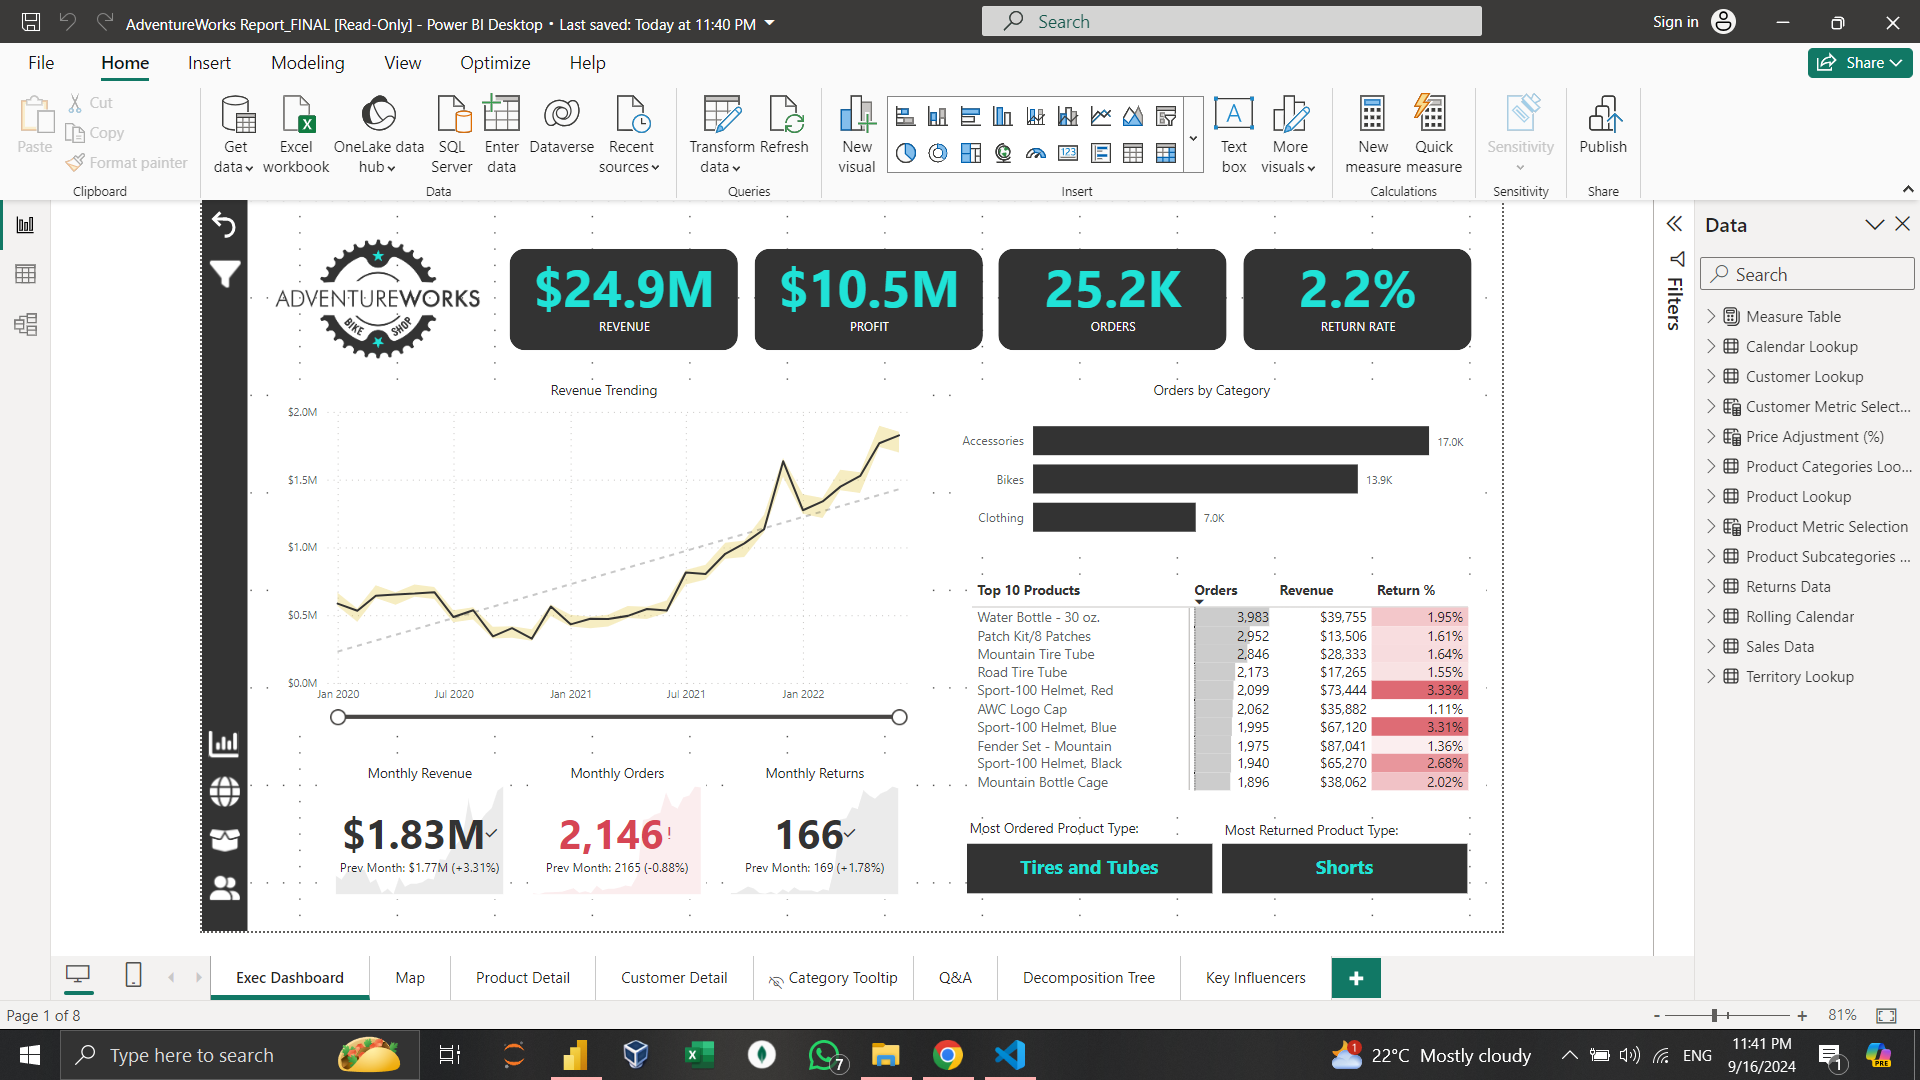 AdventureWorks Report_FINAL [Read-Only] - Power BI Desktop • Last saved: Today at 11:40 PM
Search
Sign in
File
Home
Insert
Modeling
View
Optimize
Help
Share
Paste
Cut
Copy
Format painter
Clipboard
Get data
Excel workbook
OneLake data hub
SQL Server
Enter data
Dataverse
Recent sources
Data
Transform data
Refresh
Queries
New visual
Text box
More visuals
Insert
New measure
Quick measure
Calculations
Sensitivity
Sensitivity
Publish
Share
ADVENTUREWORKS
BIKE SHOP
$24.9M
REVENUE
$10.5M
PROFIT
25.2K
ORDERS
2.2%
RETURN RATE
Revenue Trending
$2.0M
$1.5M
$1.0M
$0.5M
$0.0M
Jan 2020
Jul 2020
Jan 2021
Jul 2021
Jan 2022
Orders by Category
Accessories 17.0K
Bikes 13.9K
Clothing 7.0K
Top 10 Products Orders Revenue Return %
Water Bottle - 30 oz. 3,983 $39,755 1.95%
Patch Kit/8 Patches 2,952 $13,506 1.61%
Mountain Tire Tube 2,846 $28,333 1.64%
Road Tire Tube 2,173 $17,265 1.55%
Sport-100 Helmet, Red 2,099 $73,444 3.33%
AWC Logo Cap 2,062 $35,882 1.11%
Sport-100 Helmet, Blue 1,995 $67,120 3.31%
Fender Set - Mountain 1,975 $87,041 1.36%
Sport-100 Helmet, Black 1,940 $65,270 2.68%
Mountain Bottle Cage 1,896 $38,062 2.02%
Monthly Revenue
$1.83M
Prev Month: $1.77M (+3.31%)
Monthly Orders
2,146!
Prev Month: 2165 (-0.88%)
Monthly Returns
166
Prev Month: 169 (+1.78%)
Most Ordered Product Type:
Tires and Tubes
Most Returned Product Type:
Shorts
Filters
Data
Search
Measure Table
Calendar Lookup
Customer Lookup
Customer Metric Select...
Price Adjustment (%)
Product Categories Loo...
Product Lookup
Product Metric Selection
Product Subcategories ...
Returns Data
Rolling Calendar
Sales Data
Territory Lookup
Exec Dashboard
Map
Product Detail
Customer Detail
Category Tooltip
Q&A
Decomposition Tree
Key Influencers
Page 1 of 8
- + 81%
Type here to search
7
1
22°C Mostly cloudy
ENG
11:41 PM
9/16/2024
1
PRE